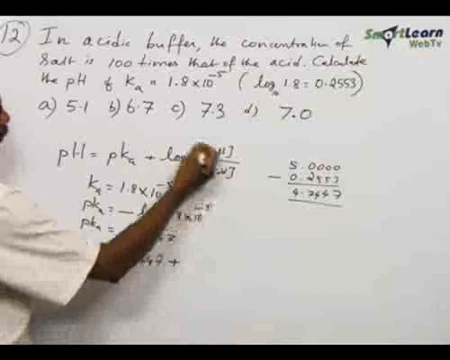 SmartLearn
WebTv
12) In acidic buffer, the concentration of
Salt is 100 times that of the acid. Calculate
the pH if Ka = 1.8×10⁻⁵ (log₁₀ 1.8 = 0.2553)
a) 5.1 b) 6.7 c) 7.3 d) 7.0
pH = pka + log
ka = 1.8×10⁻⁵
pka = –
pka =
+
5.0000
– 0.2553
4.7447